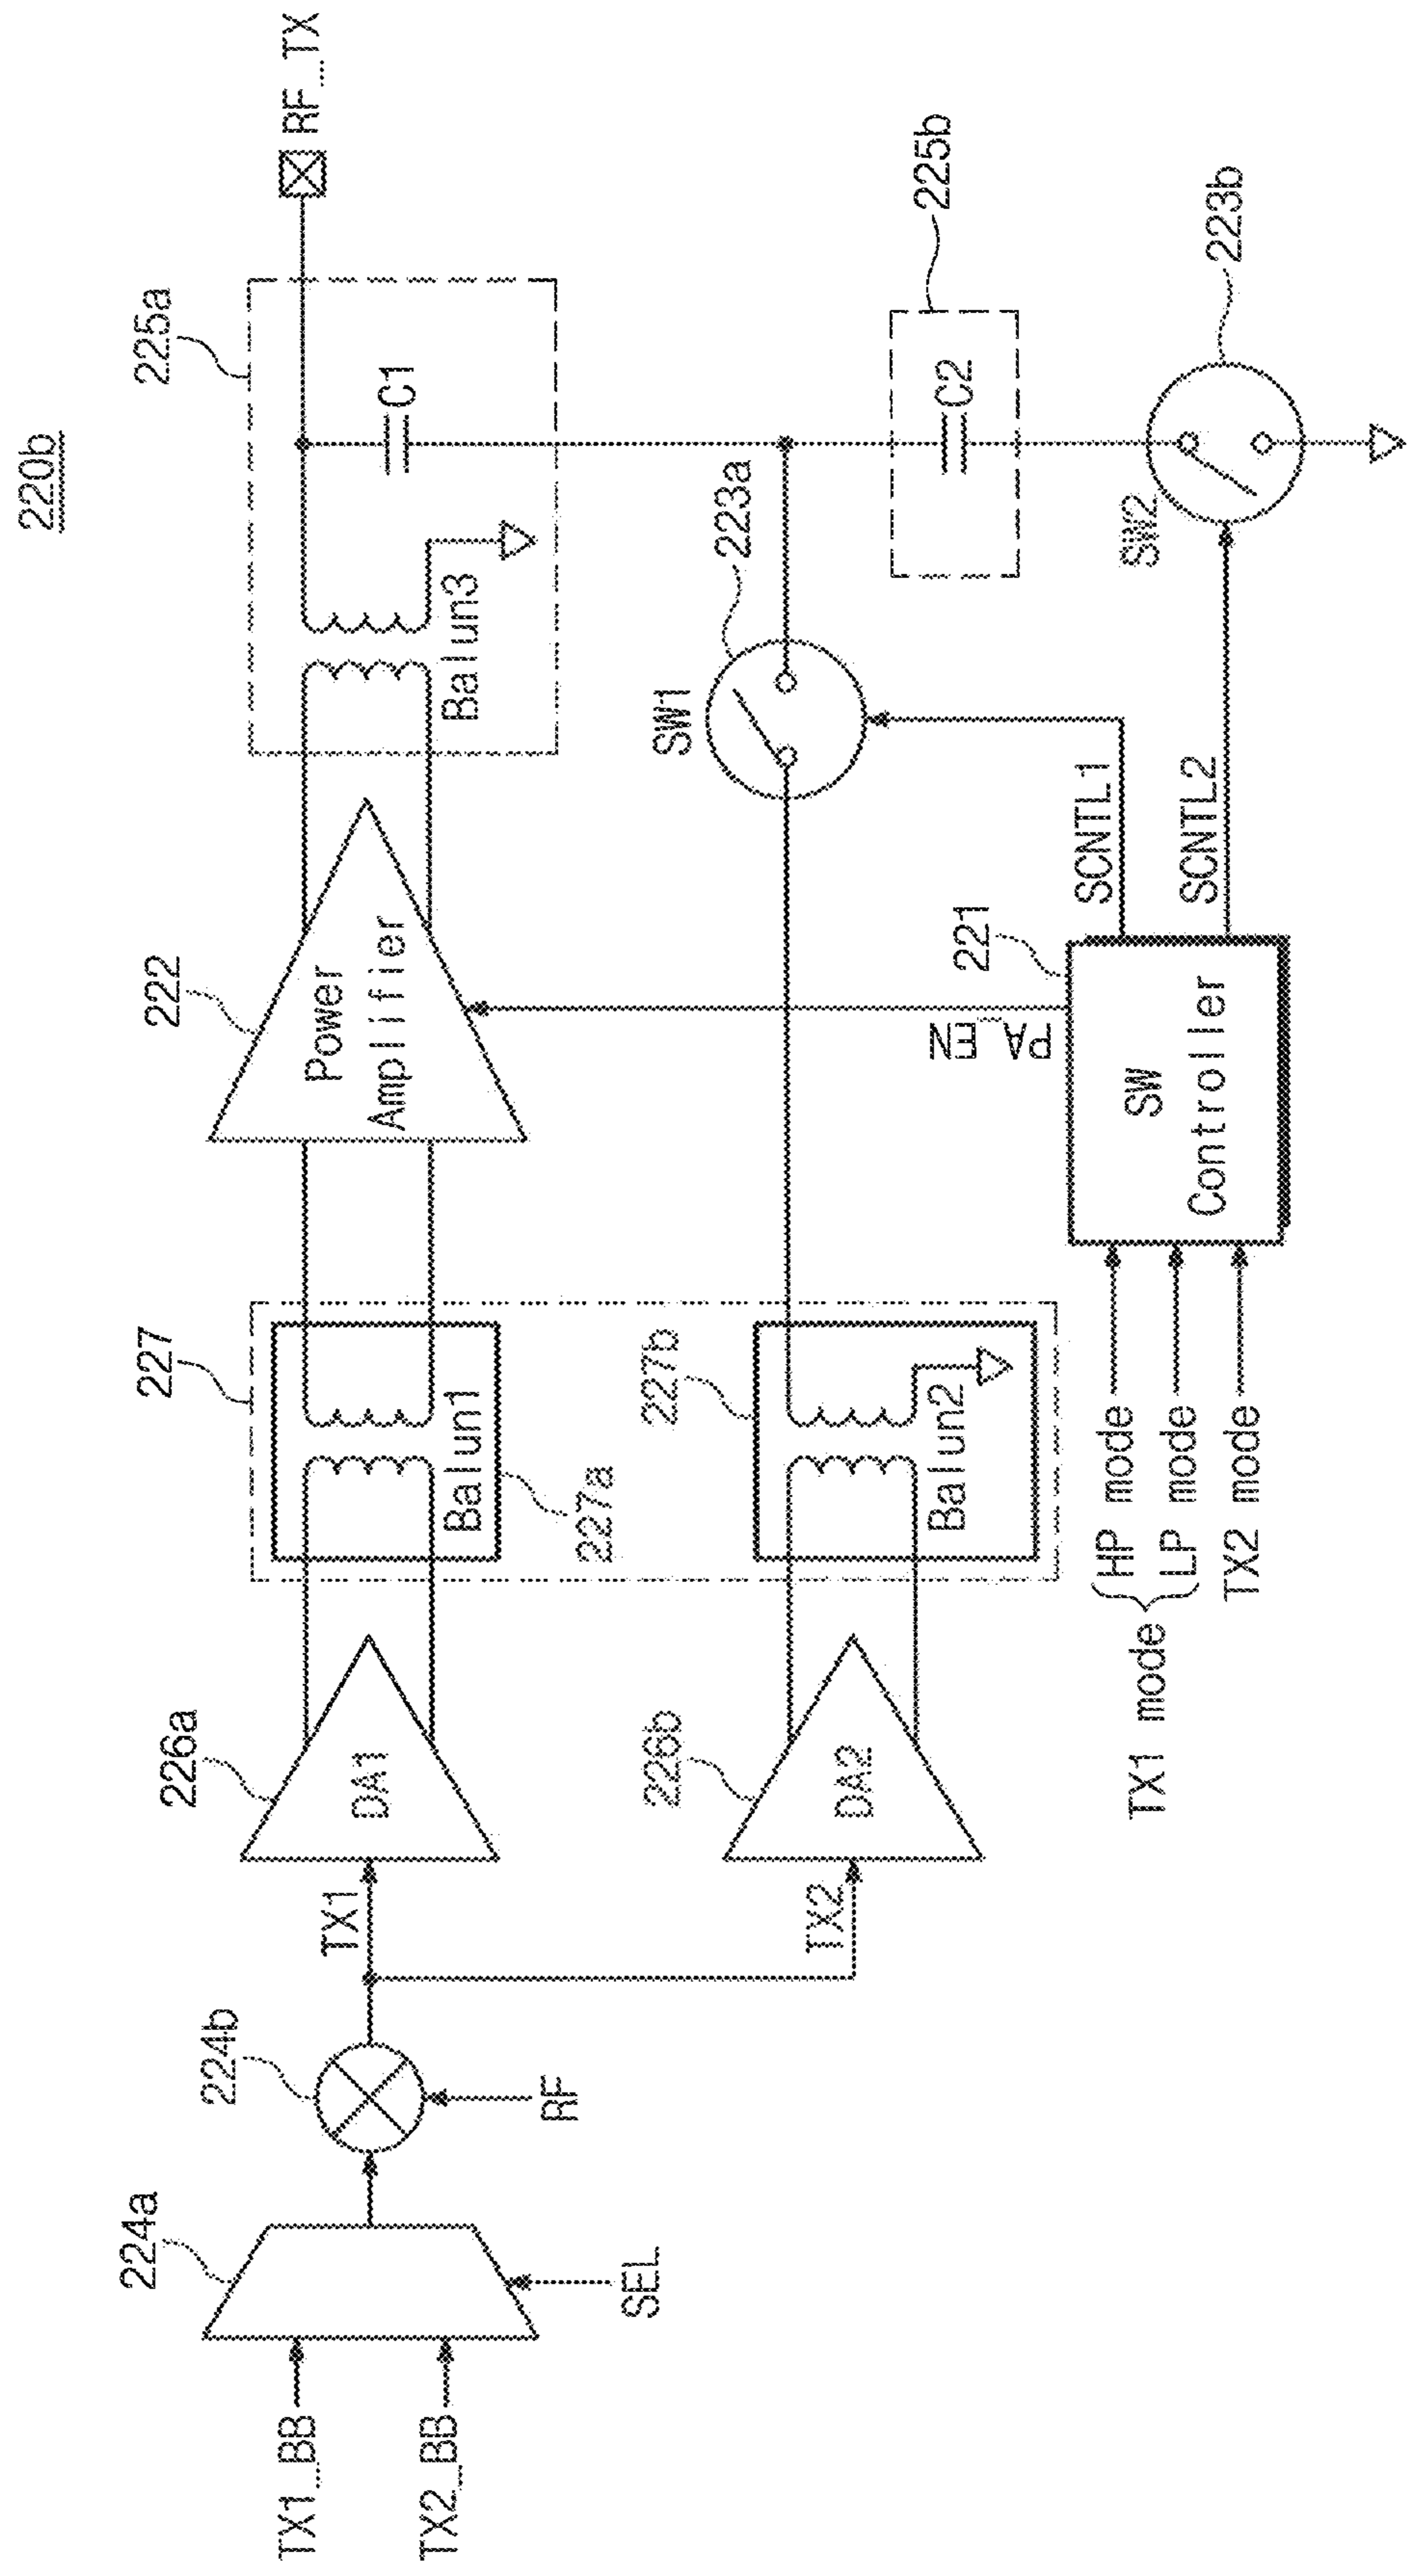 220b
224a
TX1_BB
TX2_BB
SEL
224b
RF
TX1
TX2
226a
DA1
226b
DA2
227
Balun1
227a
227b
Balun2
222
Power
Amplifier
225a
Balun3
C1
RF_TX
SW1
223a
225b
C2
SW2
223b
PA_EN
221
SW
Controller
SCNTL1
SCNTL2
TX1 mode
HP mode
LP mode
TX2 mode